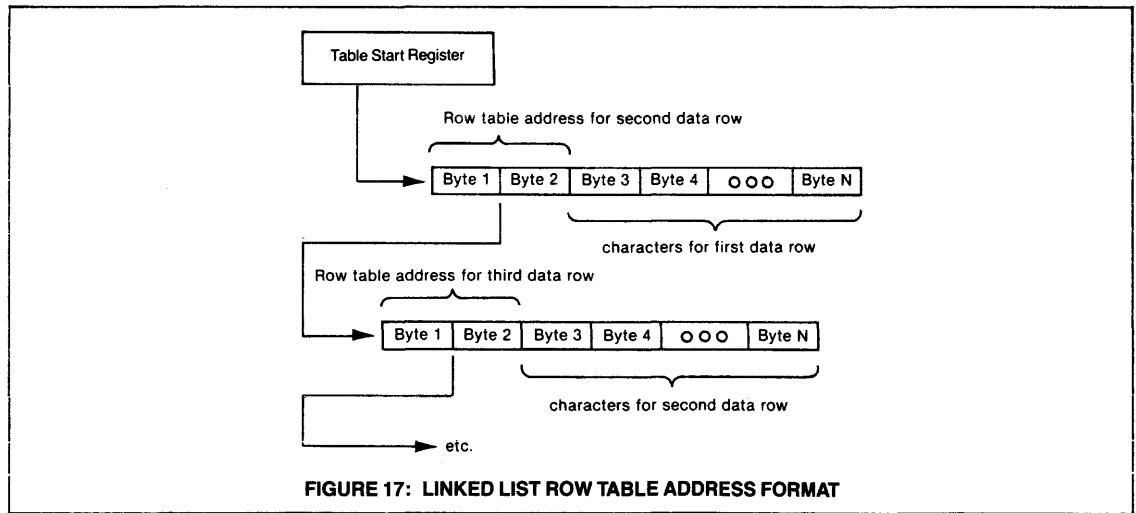 Table Start Register
Row table address for second data row
Byte 1 Byte 2 Byte 3 Byte 4 ooo Byte N
characters for first data row
Row table address for third data row
Byte 1 Byte 2 Byte 3 Byte 4 ooo Byte N
characters for second data row
etc.
FIGURE 17: LINKED LIST ROW TABLE ADDRESS FORMAT